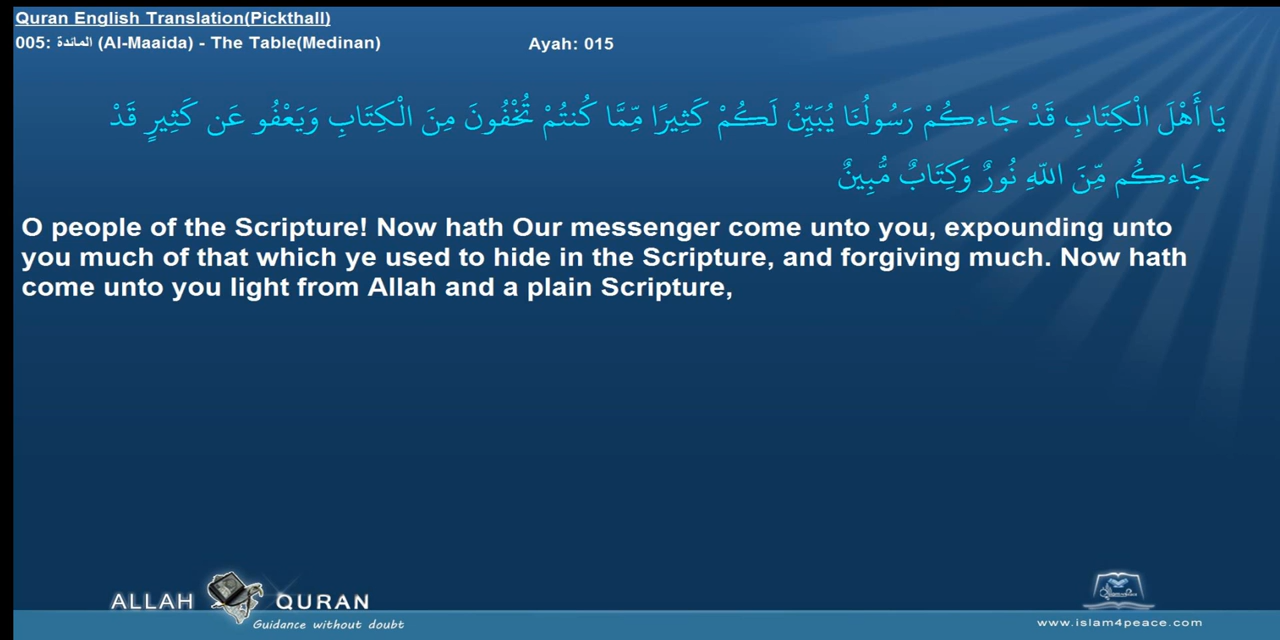 Quran English Translation(Pickthall)
005: المائدة (Al-Maaida) - The Table(Medinan) Ayah: 015
يَا أَهْلَ الْكِتَابِ قَدْ جَاءكُمْ رَسُولُنَا يُبَيِّنُ لَكُمْ كَثِيرًا مِّمَّا كُنتُمْ تُخْفُونَ مِنَ الْكِتَابِ وَيَعْفُو عَن كَثِيرٍ قَدْ
جَاءكُم مِّنَ اللّهِ نُورٌ وَكِتَابٌ مُّبِينٌ
O people of the Scripture! Now hath Our messenger come unto you, expounding unto
you much of that which ye used to hide in the Scripture, and forgiving much. Now hath
come unto you light from Allah and a plain Scripture,
ALLAH QURAN
Guidance without doubt
www.islam4peace.com